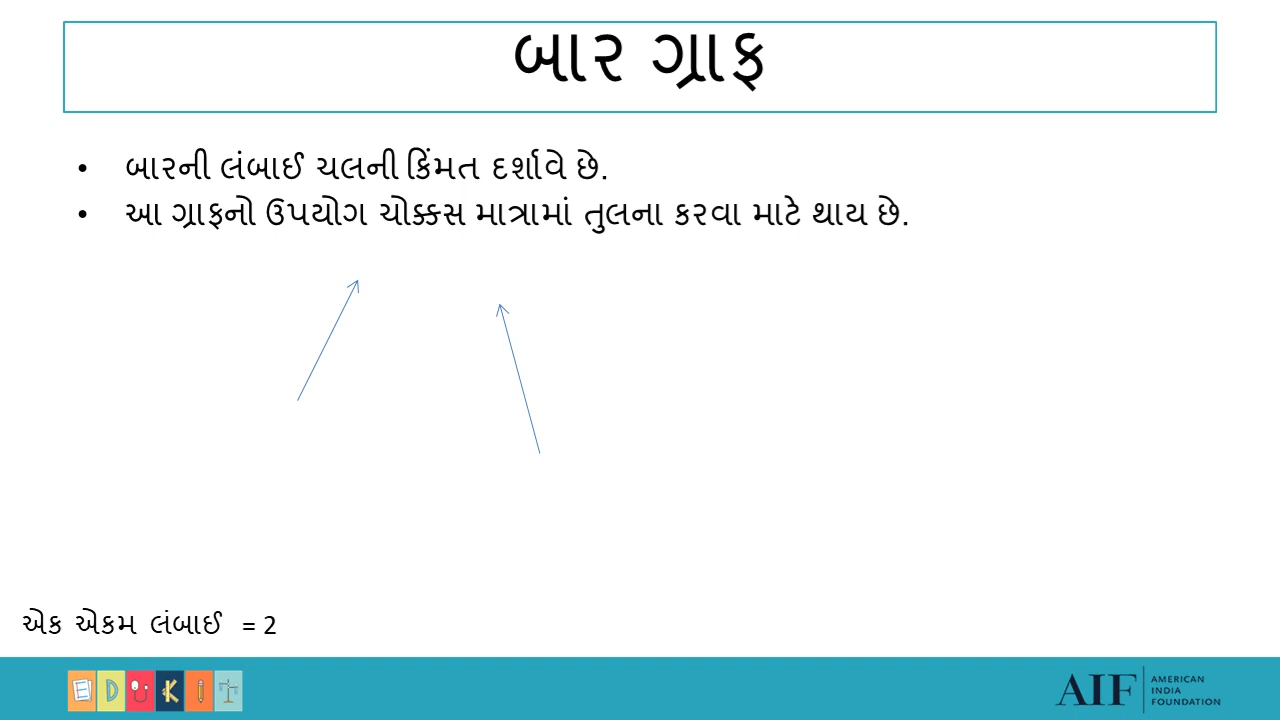 બાર ગ્રાફ
• બારની લંબાઈ ચલની કિંમત દર્શાવે છે.
• આ ગ્રાફનો ઉપયોગ ચોક્કસ માત્રામાં તુલના કરવા માટે થાય છે.
એક એકમ લંબાઈ = 2
EDUKIT
AIF
AMERICAN
INDIA
FOUNDATION